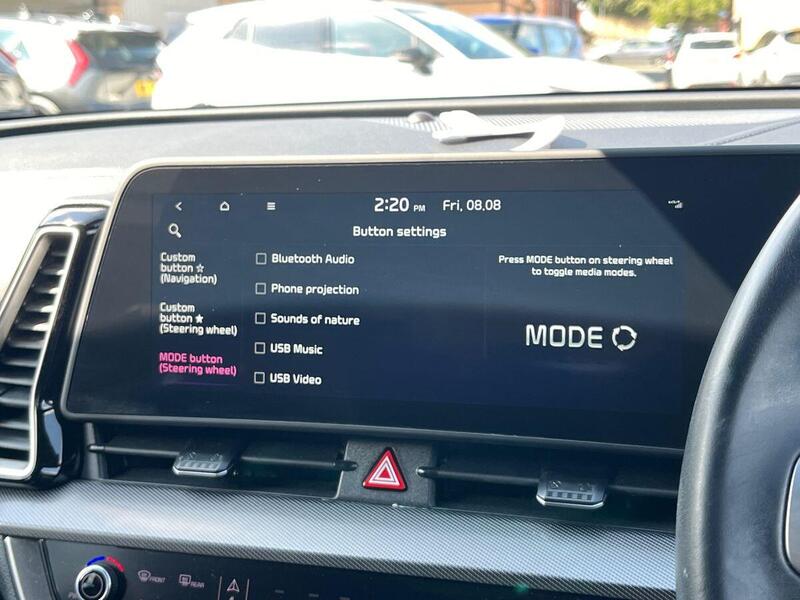 2:20 PM Fri, 08.08
Button settings
Custom
button ☆
(Navigation)
Custom
button ★
(Steering wheel)
MODE button
(Steering wheel)
Bluetooth Audio
Phone projection
Sounds of nature
USB Music
USB Video
Press MODE button on steering wheel
to toggle media modes.
MODE
FRONT
REAR